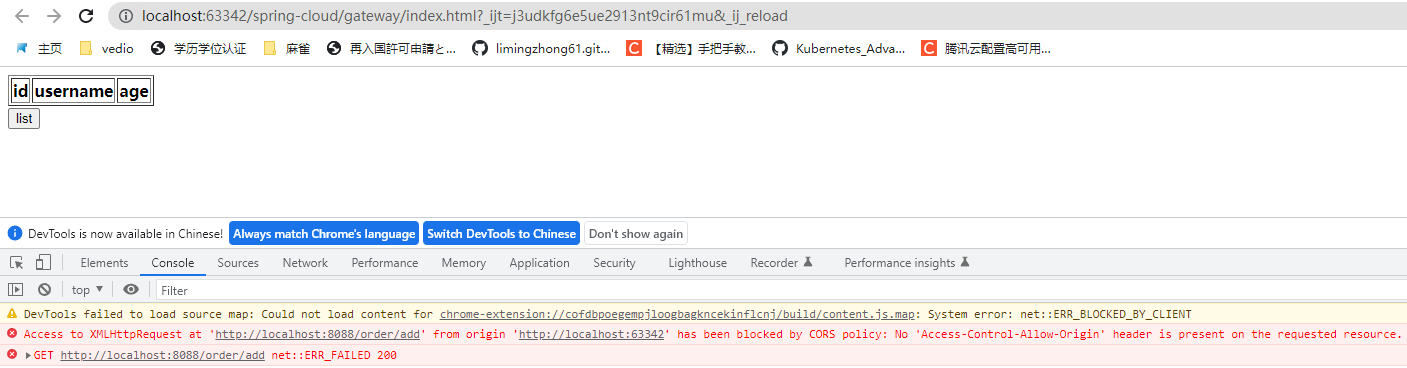 localhost:63342/spring-cloud/gateway/index.html?_ijt=j3udkfg6e5ue2913nt9cir61mu&_ij_reload
主页 vedio 学历学位认证 麻雀 再入国許可申請と... limingzhong61.git... 【精选】手把手教... Kubernetes_Adva... 腾讯云配置高可用...
id username age
list
DevTools is now available in Chinese! Always match Chrome's language Switch DevTools to Chinese Don't show again
Elements Console Sources Network Performance Memory Application Security Lighthouse Recorder Performance insights
top Filter
DevTools failed to load source map: Could not load content for chrome-extension://cofdbpoegempjloogbagkncekinflcnj/build/content.js.map: System error: net::ERR_BLOCKED_BY_CLIENT
Access to XMLHttpRequest at 'http://localhost:8088/order/add' from origin 'http://localhost:63342' has been blocked by CORS policy: No 'Access-Control-Allow-Origin' header is present on the requested resource.
GET http://localhost:8088/order/add net::ERR_FAILED 200